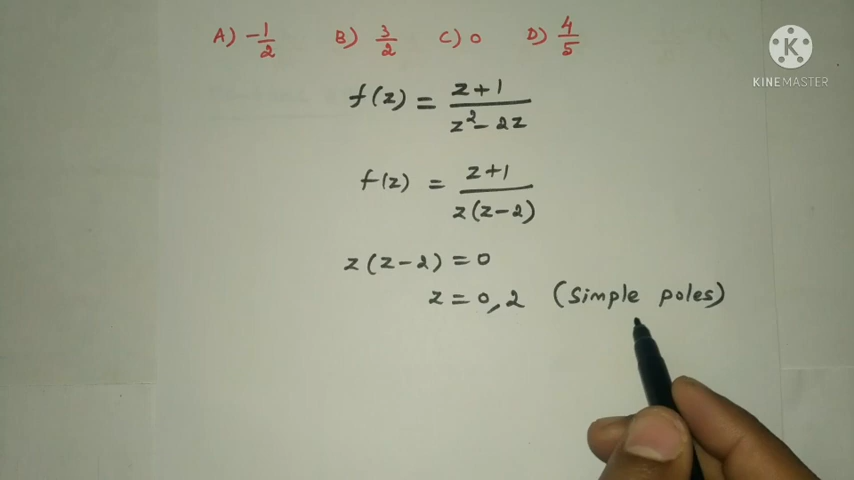 A) -1/2 B) 3/2 C) 0 D) 4/5
K
KINEMASTER
f(z) = z+1 / z² - 2z
f(z) = z+1 / z(z-2)
z(z-2) = 0
z = 0, 2 (Simple poles)